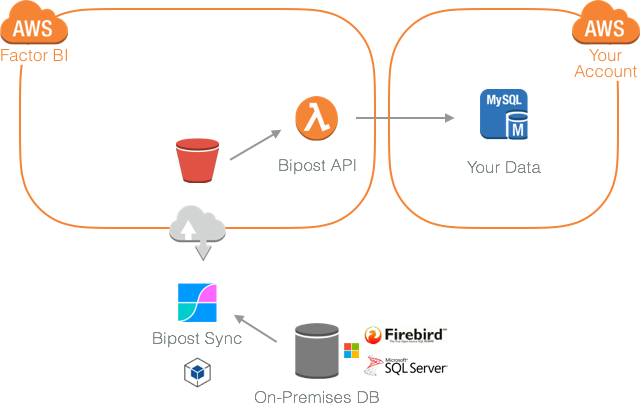 AWS
Factor BI
AWS
Your
Account
MySQL
M
Bipost API
Your Data
Bipost Sync
Firebird™
Microsoft®
SQL Server®
On-Premises DB